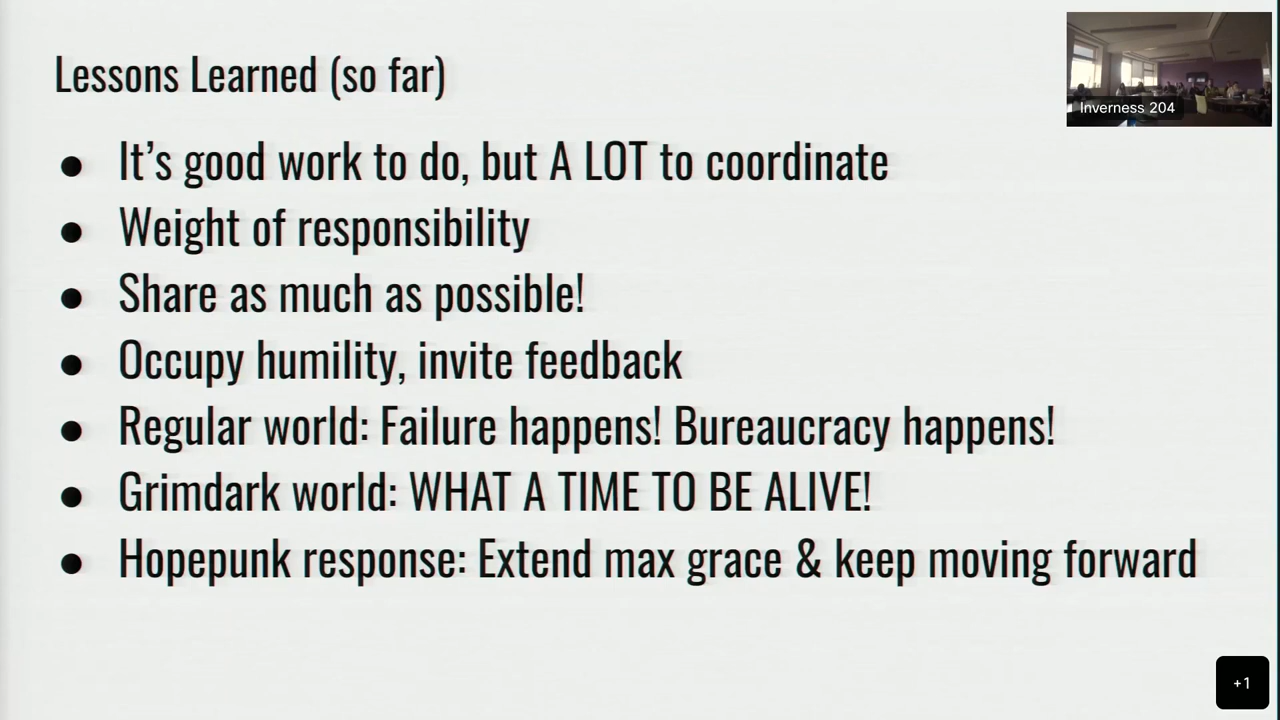 Lessons Learned (so far)
Inverness 204
● It’s good work to do, but A LOT to coordinate
● Weight of responsibility
● Share as much as possible!
● Occupy humility, invite feedback
● Regular world: Failure happens! Bureaucracy happens!
● Grimdark world: WHAT A TIME TO BE ALIVE!
● Hopepunk response: Extend max grace & keep moving forward
+1